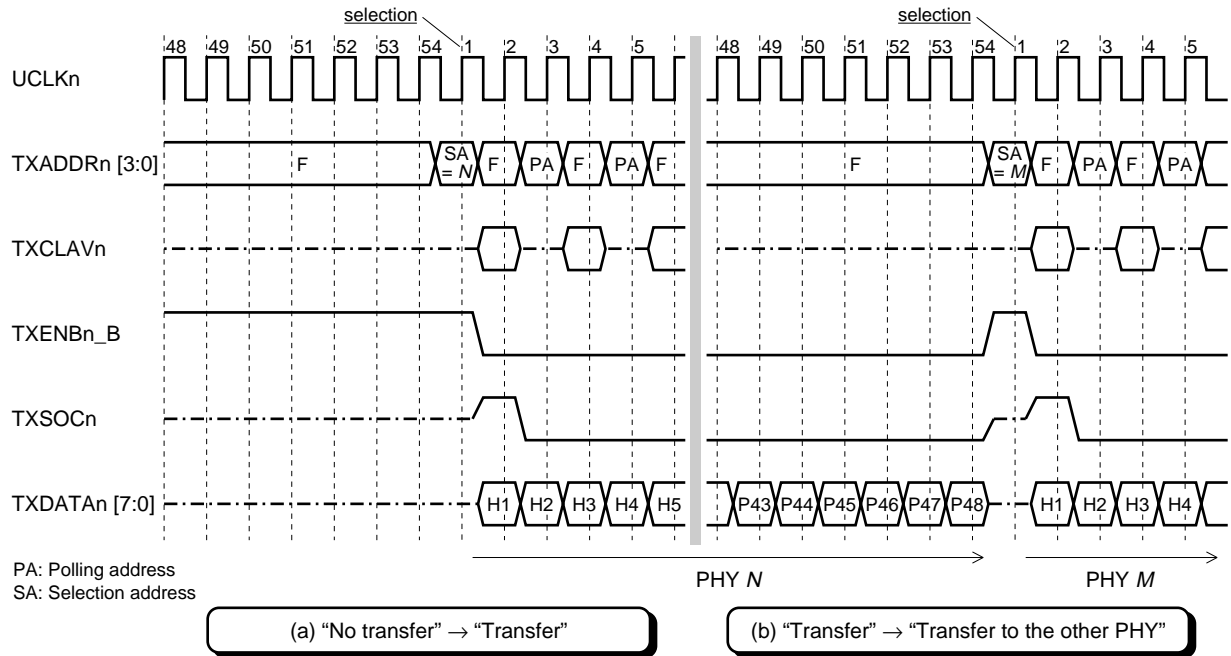 selection
selection
48 49 50 51 52 53 54 1 2 3 4 5
48 49 50 51 52 53 54 1 2 3 4 5
UCLKn
TXADDRn [3:0]
F
SA = N
F
PA
F
PA
F
F
SA = M
F
PA
F
PA
TXCLAVn
TXENBn_B
TXSOCn
TXDATAn [7:0]
H1 H2 H3 H4 H5
P43 P44 P45 P46 P47 P48
H1 H2 H3 H4
PHY N
PHY M
PA: Polling address
SA: Selection address
(a) “No transfer” → “Transfer”
(b) “Transfer” → “Transfer to the other PHY”